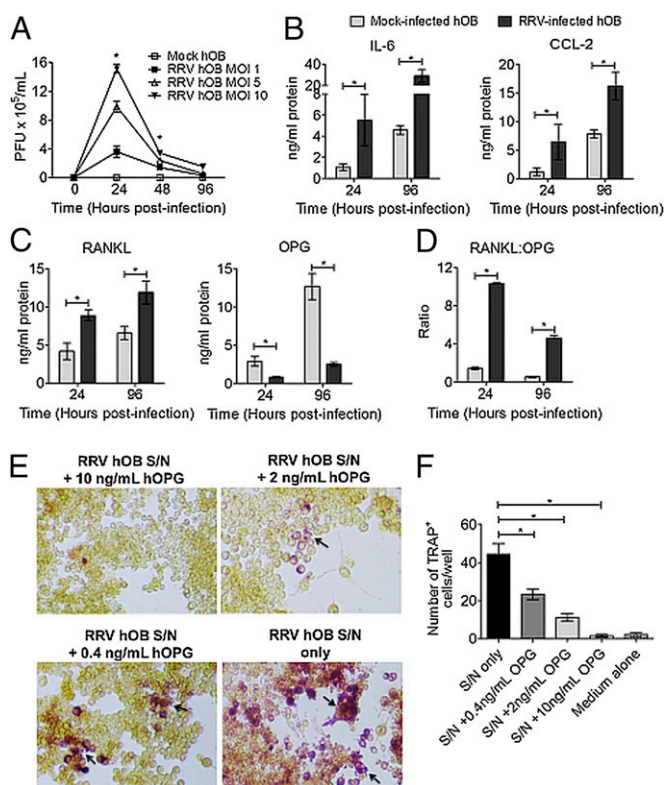 A
Mock hOB
RRV hOB MOI 1
RRV hOB MOI 5
RRV hOB MOI 10
PFU x 10⁵/mL
16
12
8
4
0
*
*
0 24 48 96
Time (Hours post-infection)
B
Mock-infected hOB RRV-infected hOB
IL-6
ng/ml protein
40
20
8
6
4
2
0
* *
24 96
Time (Hours post-infection)
CCL-2
ng/ml protein
20
15
10
5
0
* *
24 96
Time (Hours post-infection)
C
RANKL
ng/ml protein
15
10
5
0
* *
24 96
Time (Hours post-infection)
OPG
ng/ml protein
15
10
5
0
* *
24 96
Time (Hours post-infection)
D
RANKL:OPG
Ratio
12
8
4
0
* *
24 96
Time (Hours post-infection)
E
RRV hOB S/N
+ 10 ng/mL hOPG
RRV hOB S/N
+ 2 ng/mL hOPG
RRV hOB S/N
+ 0.4 ng/mL hOPG
RRV hOB S/N
only
F
Number of TRAP⁺
cells/well
60
40
20
0
*
*
*
S/N only
S/N +0.4ng/mL OPG
S/N +2ng/mL OPG
S/N +10ng/mL OPG
Medium alone